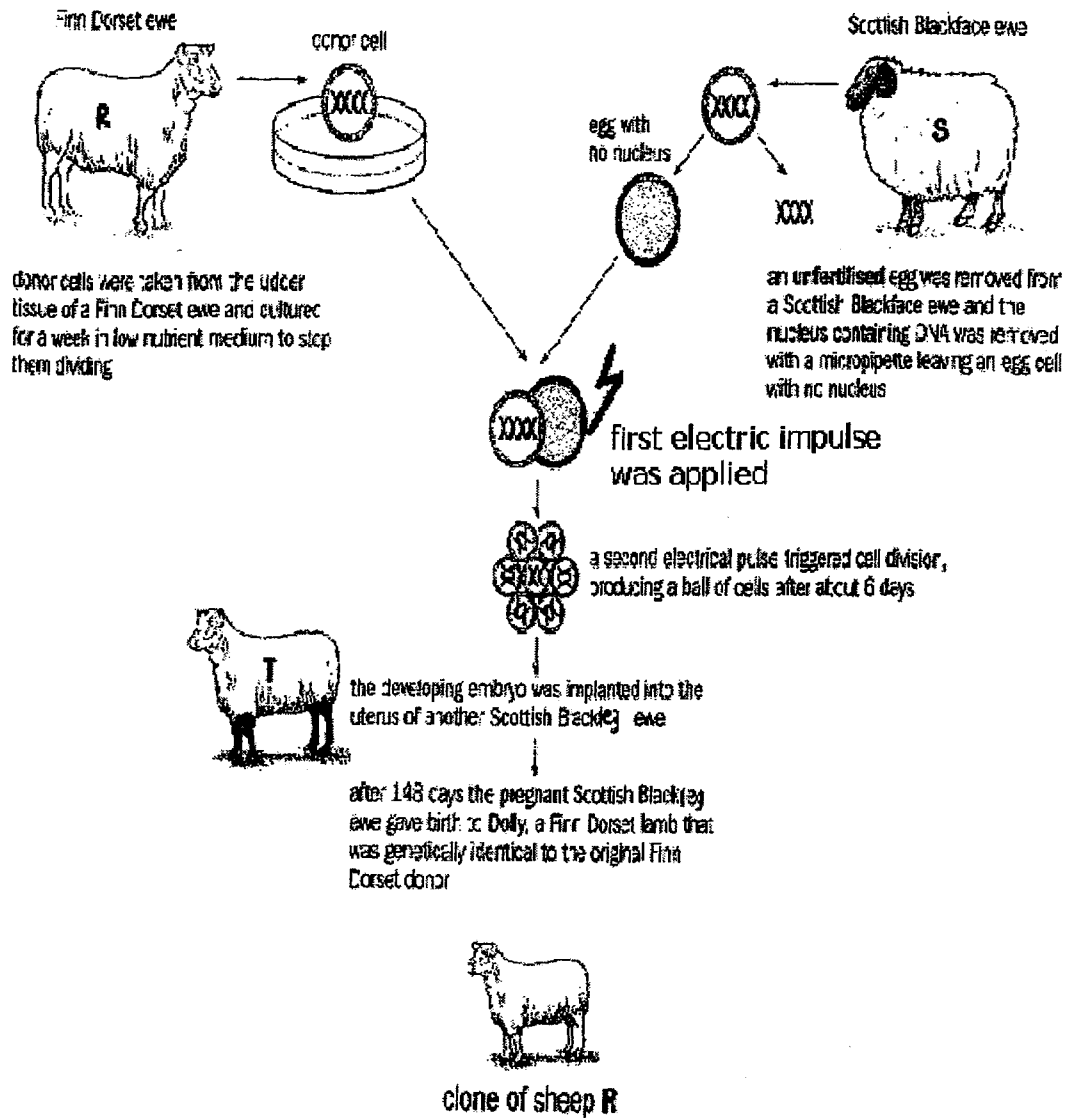 Finn Dorset ewe
donor cell
Scottish Blackface ewe
R
egg with
no nucleus
S
donor cells were taken from the udder
tissue of a Finn Dorset ewe and cultured
for a week in low nutrient medium to stop
them dividing
an unfertilised egg was removed from
a Scottish Blackface ewe and the
nucleus containing DNA was removed
with a micropipette leaving an egg cell
with no nucleus
first electric impulse
was applied
a second electrical pulse triggered cell division,
producing a ball of cells after about 6 days
T
the developing embryo was implanted into the
uterus of another Scottish Blackleg ewe
after 148 days the pregnant Scottish Blackleg
ewe gave birth to Dolly, a Finn Dorset lamb that
was genetically identical to the original Finn
Dorset donor
clone of sheep R